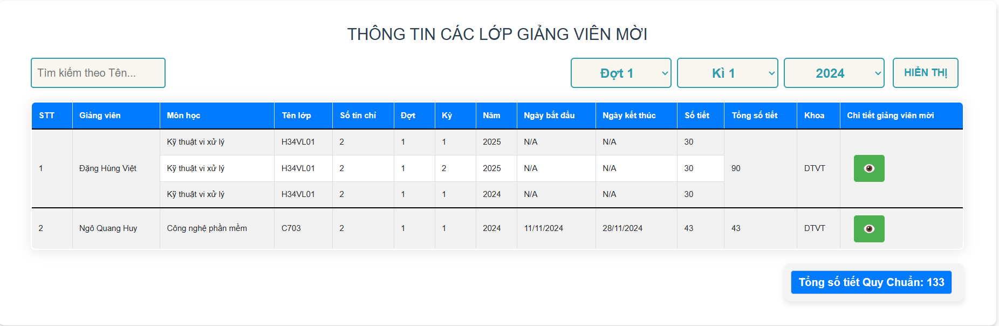 THÔNG TIN CÁC LỚP GIẢNG VIÊN MỜI
Tìm kiếm theo Tên... Đợt 1 Kì 1 2024 HIỂN THỊ
STT Giảng viên Môn học Tên lớp Số tín chỉ Đợt Kỳ Năm Ngày bắt đầu Ngày kết thúc Số tiết Tổng số tiết Khoa Chi tiết giảng viên mời
Kỹ thuật vi xử lý H34VL01 2 1 1 2025 N/A N/A 30
1 Đặng Hùng Việt Kỹ thuật vi xử lý H34VL01 2 1 2 2025 N/A N/A 30 90 DTVT
Kỹ thuật vi xử lý H34VL01 2 1 1 2024 N/A N/A 30
2 Ngô Quang Huy Công nghệ phần mềm C703 2 1 1 2024 11/11/2024 28/11/2024 43 43 DTVT
Tổng số tiết Quy Chuẩn: 133